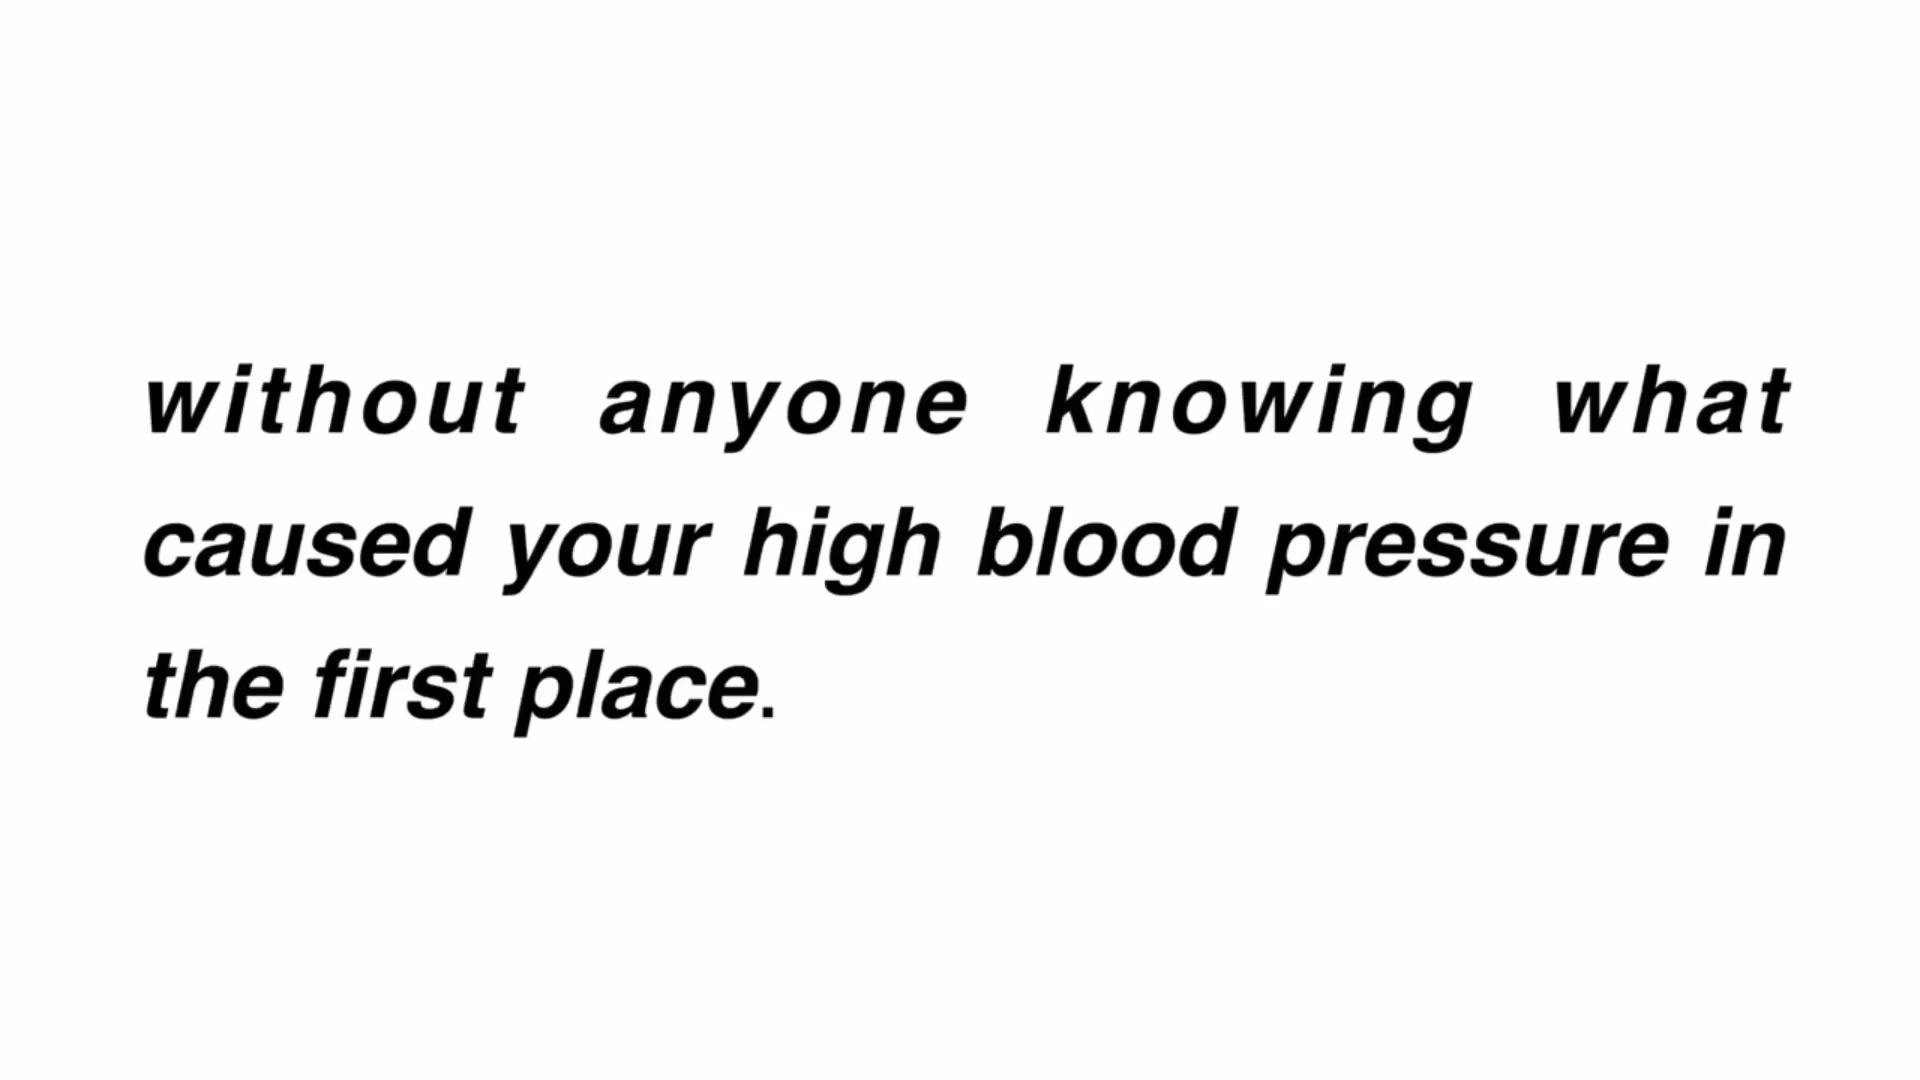 without anyone knowing what
caused your high blood pressure in
the first place.